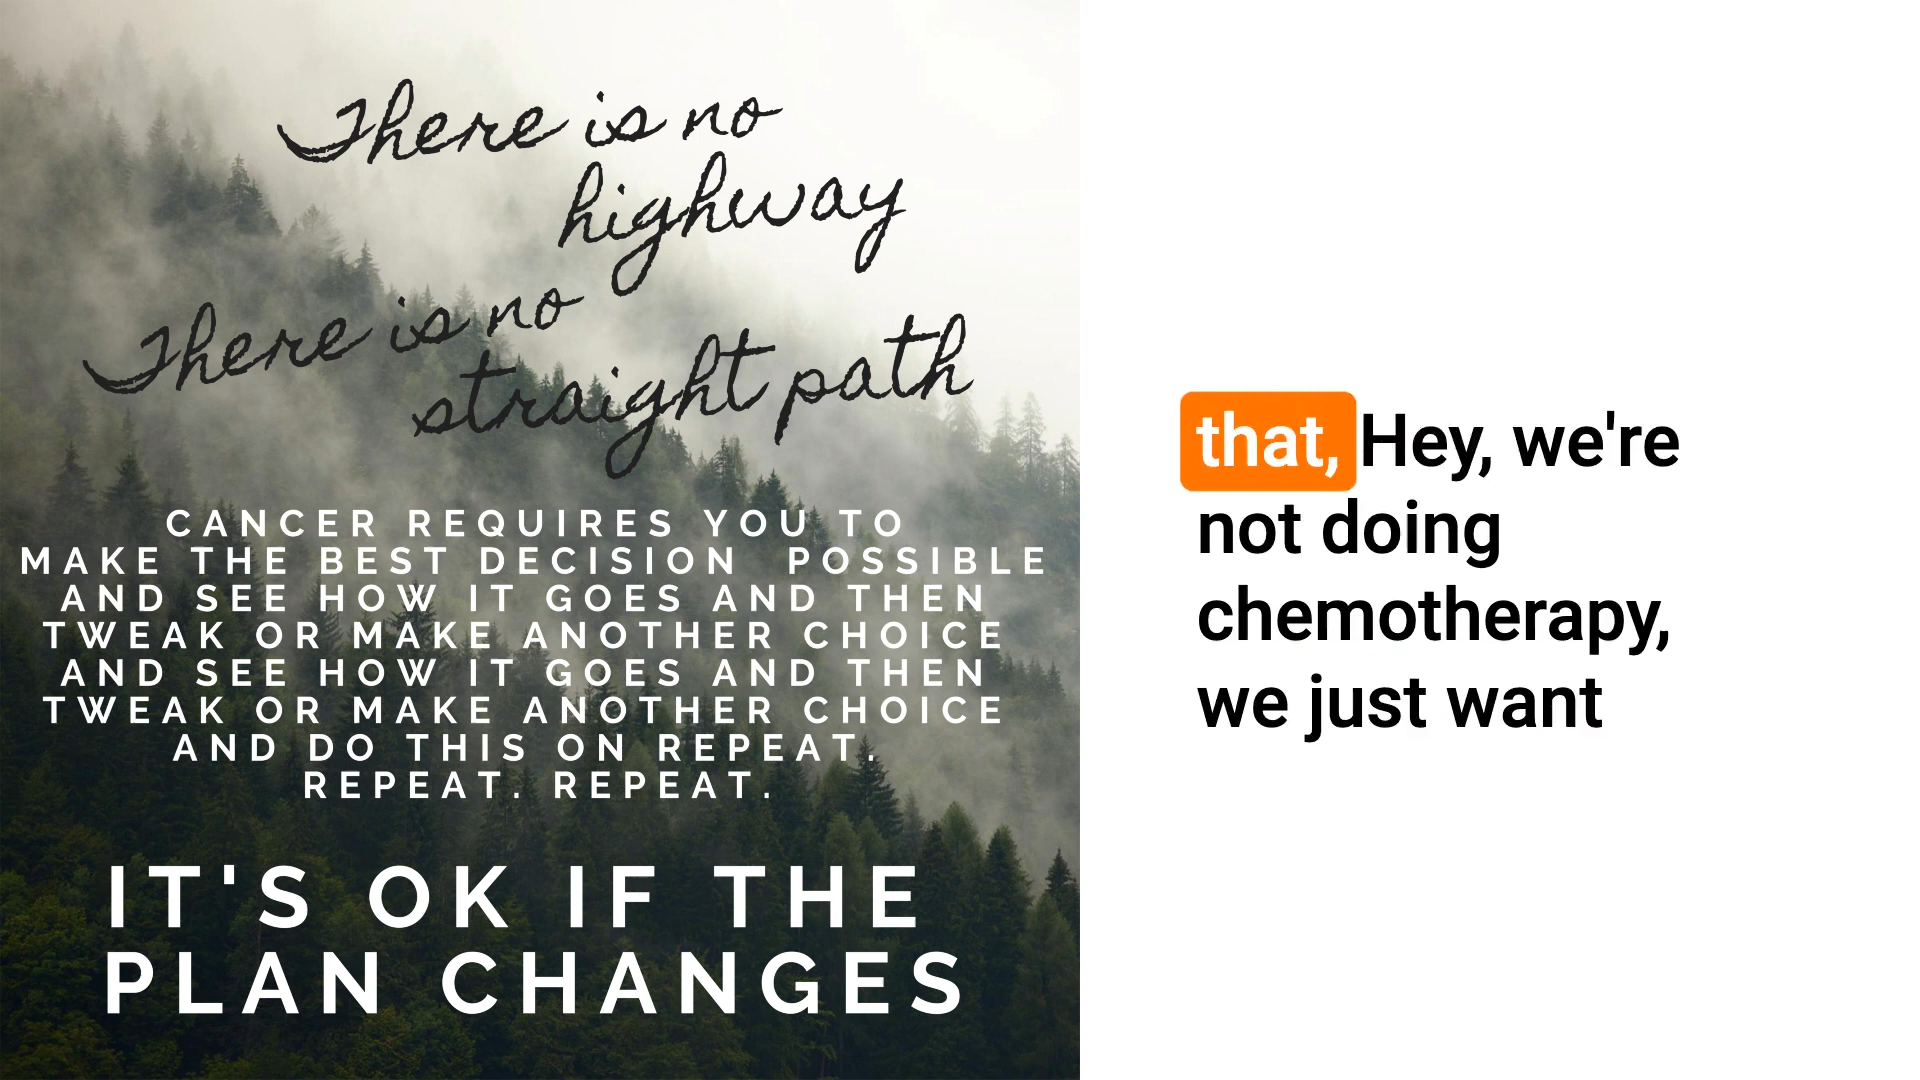 There is no
highway
There is no
straight path
CANCER REQUIRES YOU TO
MAKE THE BEST DECISION POSSIBLE
AND SEE HOW IT GOES AND THEN
TWEAK OR MAKE ANOTHER CHOICE
AND SEE HOW IT GOES AND THEN
TWEAK OR MAKE ANOTHER CHOICE
AND DO THIS ON REPEAT.
REPEAT. REPEAT.
IT'S OK IF THE
PLAN CHANGES
that, Hey, we're
not doing
chemotherapy,
we just want